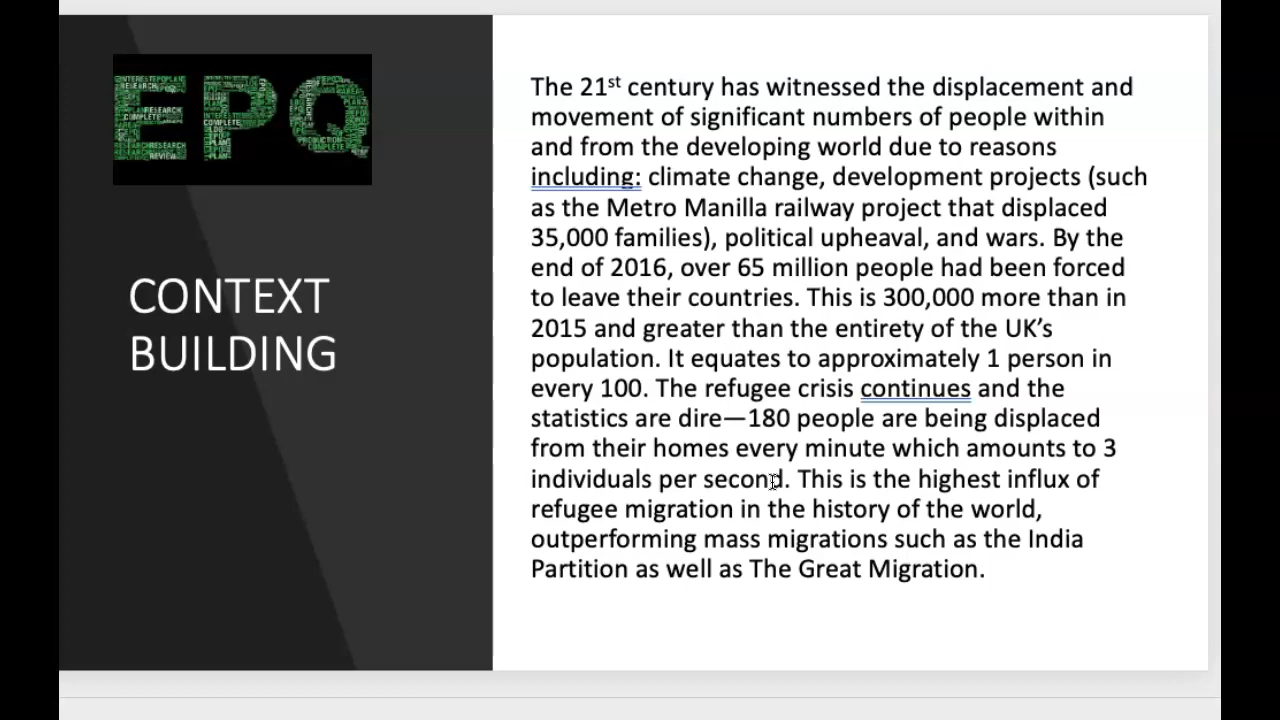 EPQ
CONTEXT
BUILDING
The 21st century has witnessed the displacement and
movement of significant numbers of people within
and from the developing world due to reasons
including: climate change, development projects (such
as the Metro Manilla railway project that displaced
35,000 families), political upheaval, and wars. By the
end of 2016, over 65 million people had been forced
to leave their countries. This is 300,000 more than in
2015 and greater than the entirety of the UK’s
population. It equates to approximately 1 person in
every 100. The refugee crisis continues and the
statistics are dire—180 people are being displaced
from their homes every minute which amounts to 3
individuals per second. This is the highest influx of
refugee migration in the history of the world,
outperforming mass migrations such as the India
Partition as well as The Great Migration.